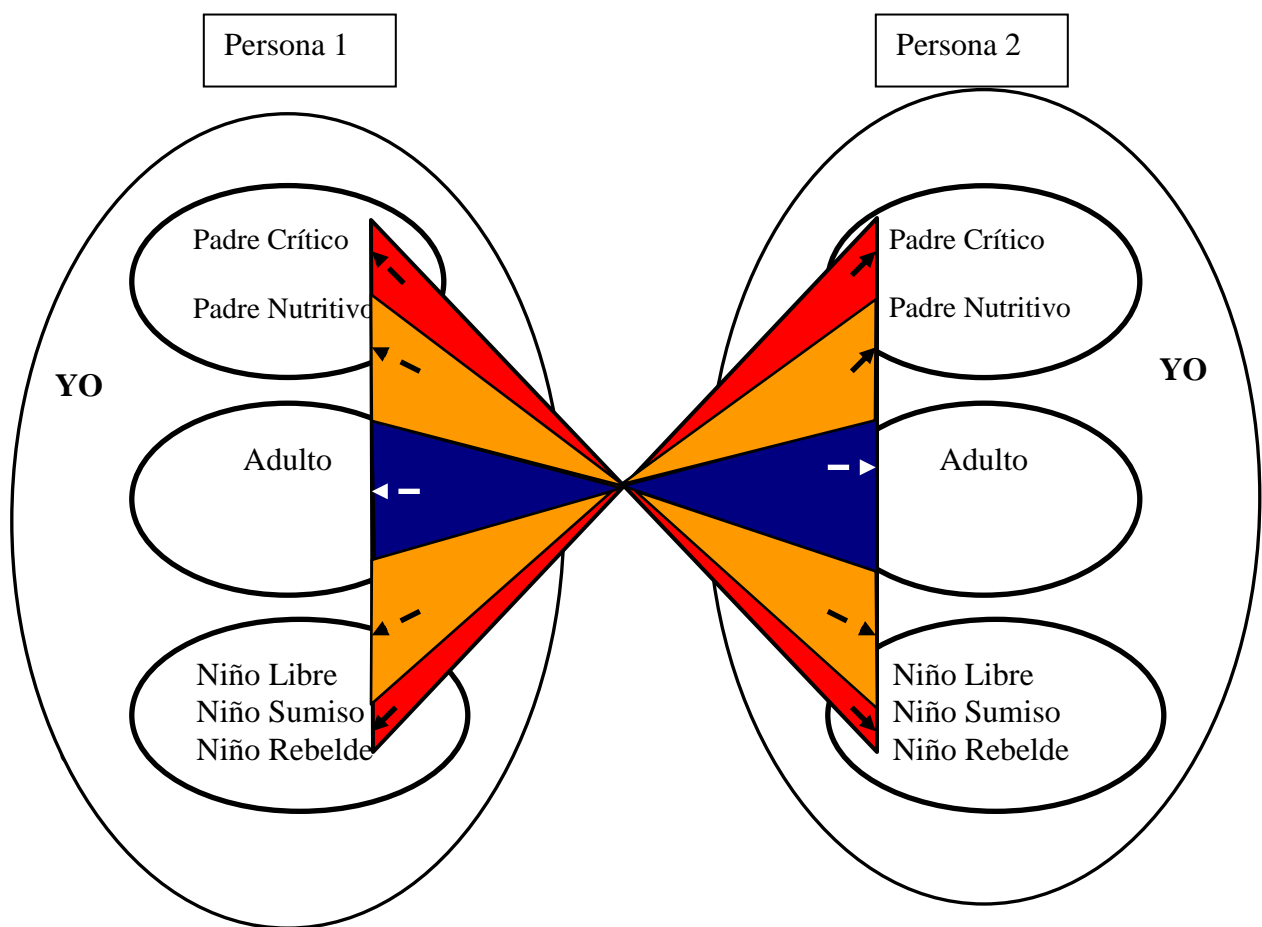 Persona 1
Persona 2
Padre Crítico
Padre Nutritivo
YO
Adulto
Niño Libre
Niño Sumiso
Niño Rebelde
Padre Crítico
Padre Nutritivo
YO
Adulto
Niño Libre
Niño Sumiso
Niño Rebelde